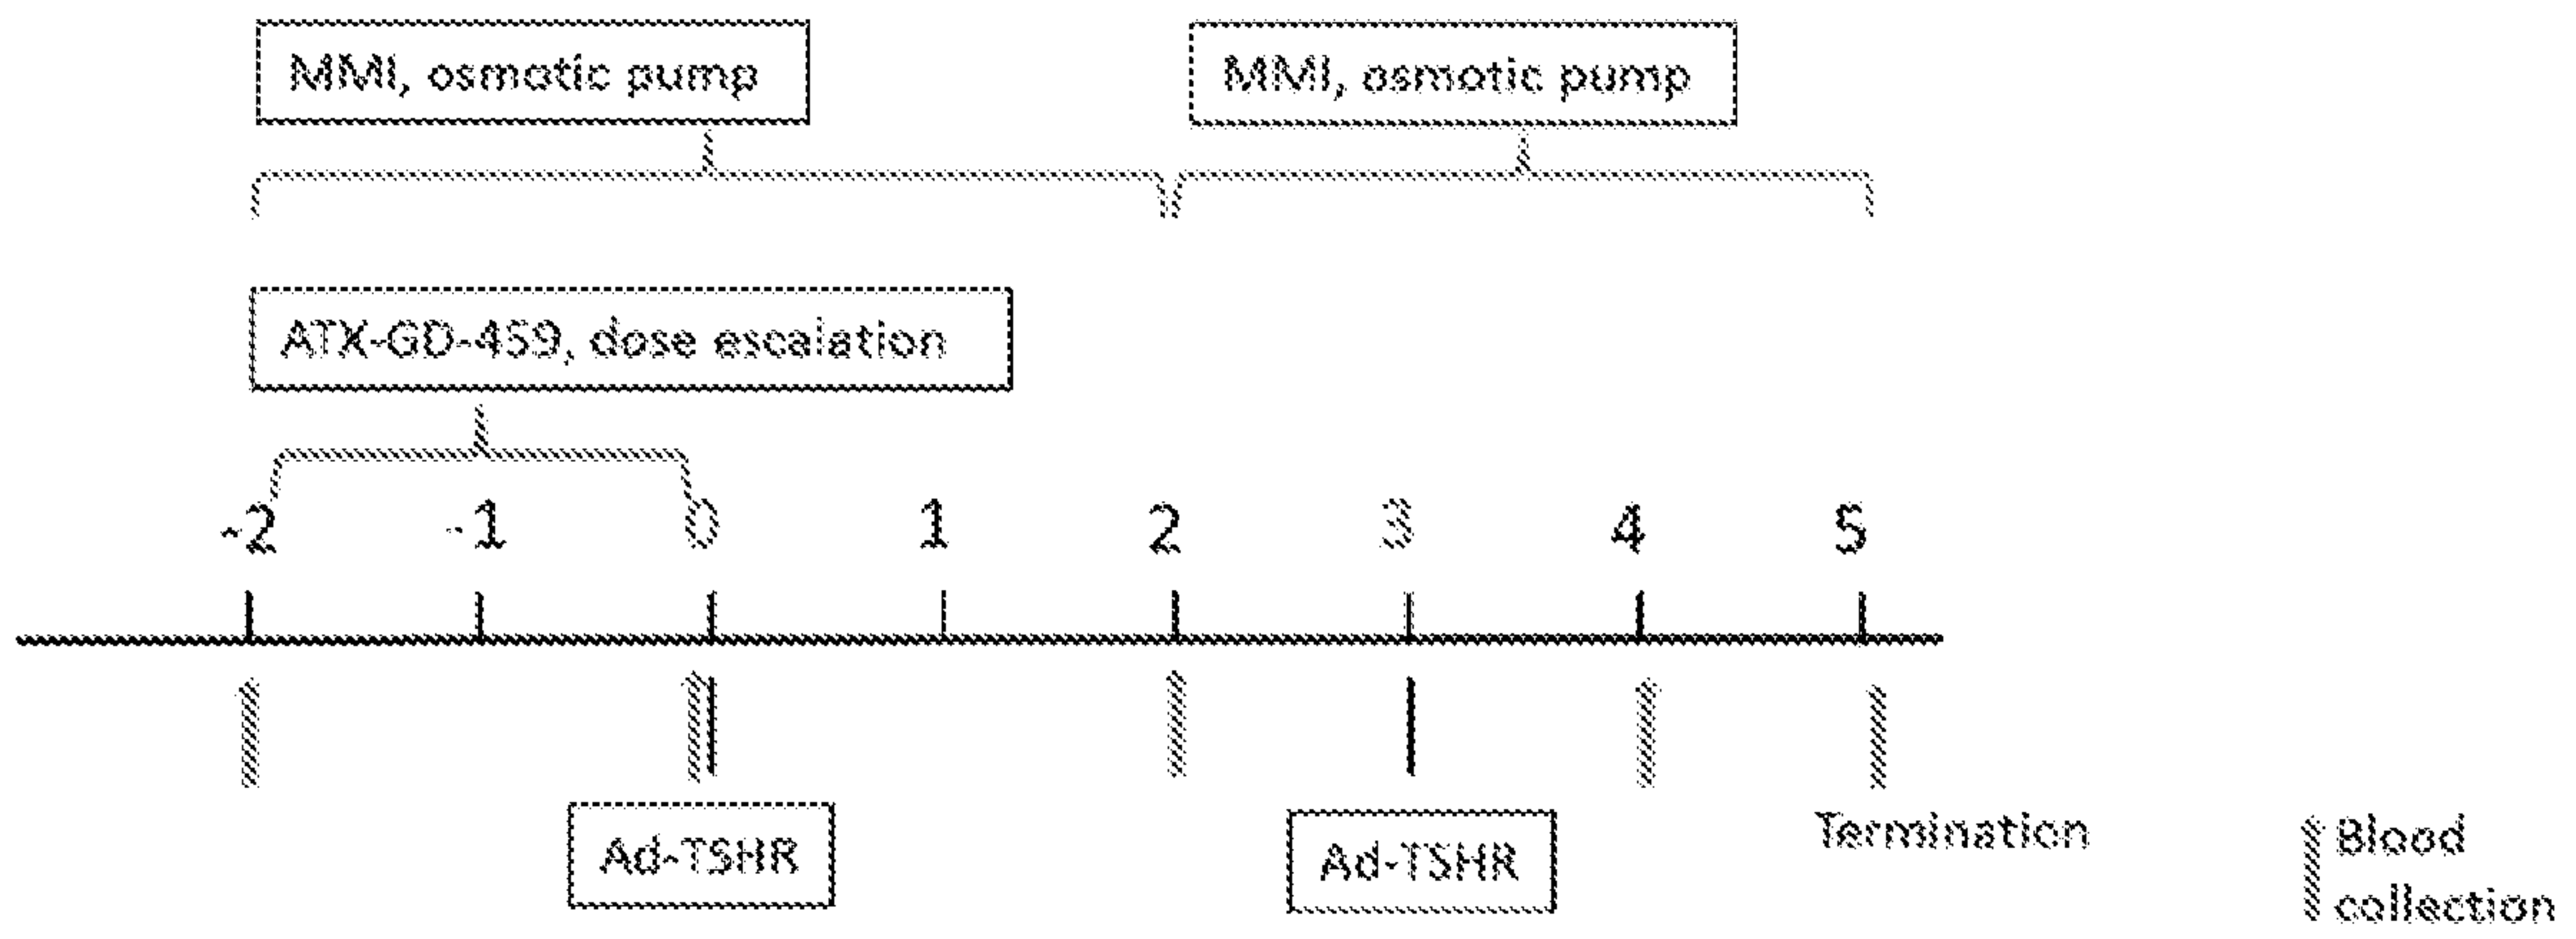 MMI, osmotic pump
MMI, osmotic pump
ATX-GD-459, dose escalation
-2 -1 0 1 2 3 4 5
Ad-TSHR
Ad-TSHR
Termination
Blood
collection